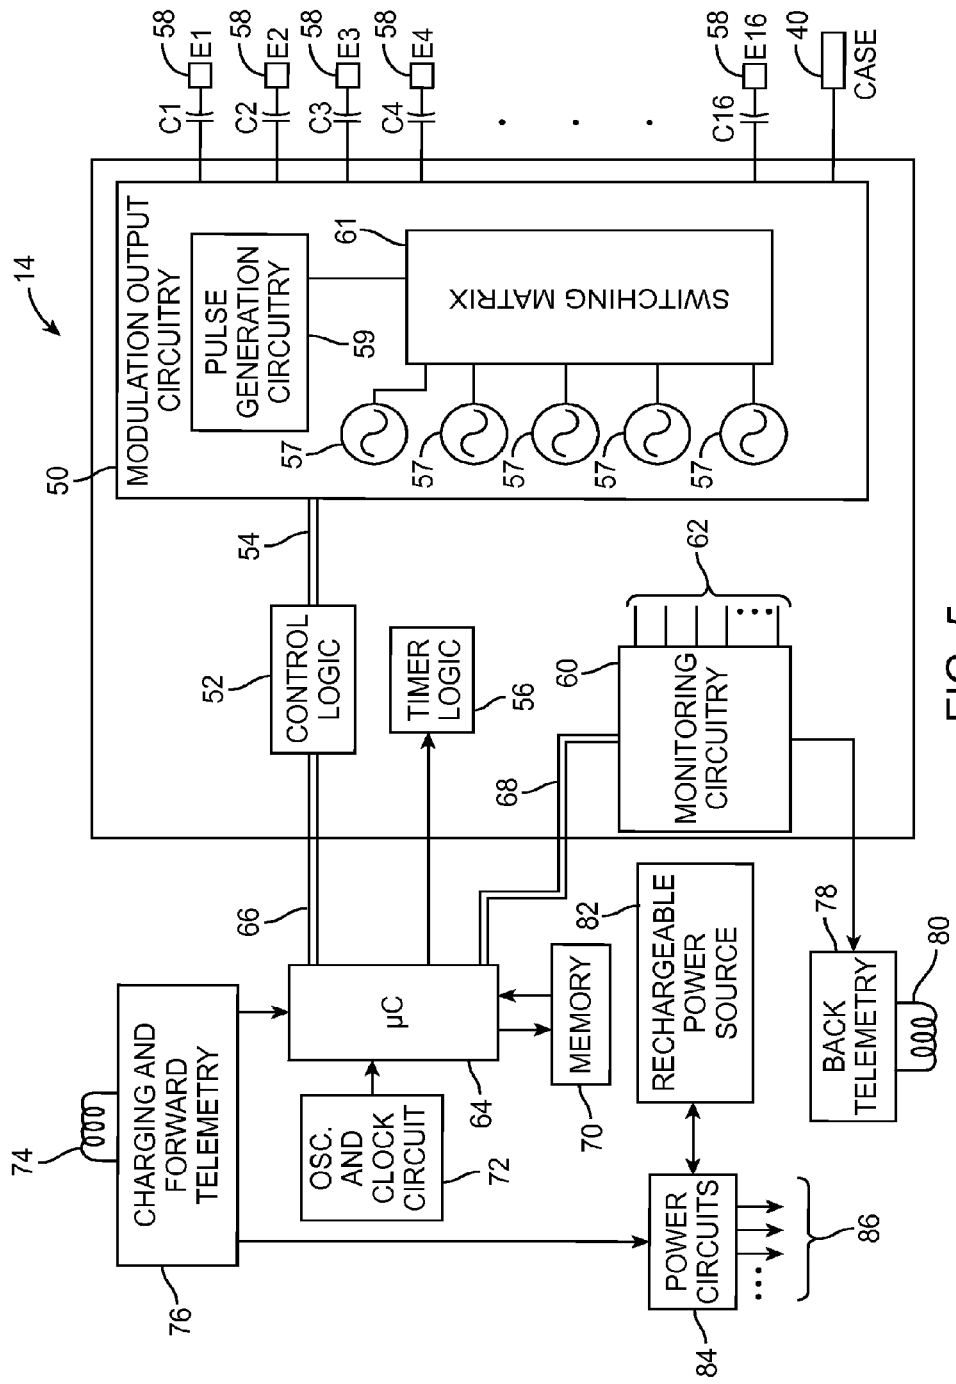 14
74
CHARGING AND
FORWARD
TELEMETRY
76
OSC.
AND
CLOCK
CIRCUIT
72
µC
64
66
MEMORY
70
POWER
CIRCUITS
84
86
RECHARGEABLE
POWER
SOURCE
82
BACK
TELEMETRY
78
80
CONTROL
LOGIC
52
54
TIMER
LOGIC
56
68
MONITORING
CIRCUITRY
60
62
50
MODULATION OUTPUT
CIRCUITRY
PULSE
GENERATION
CIRCUITRY
59
57
57
57
57
57
61
SWITCHING MATRIX
C1
58
E1
C2
58
E2
C3
58
E3
C4
58
E4
C16
58
E16
40
CASE
FIG. 5